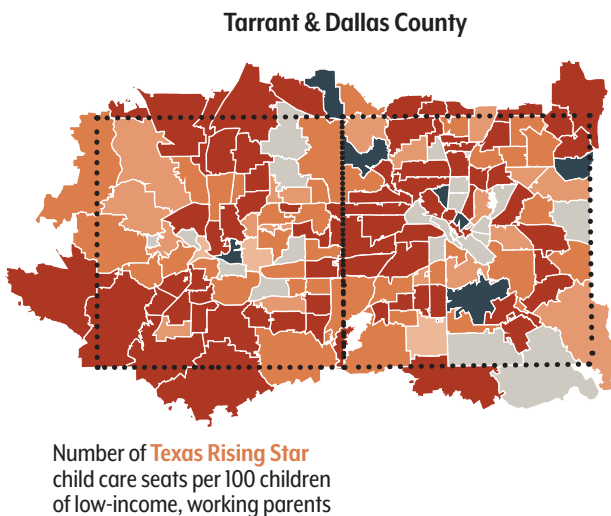 Tarrant & Dallas County
Number of Texas Rising Star
child care seats per 100 children
of low-income, working parents